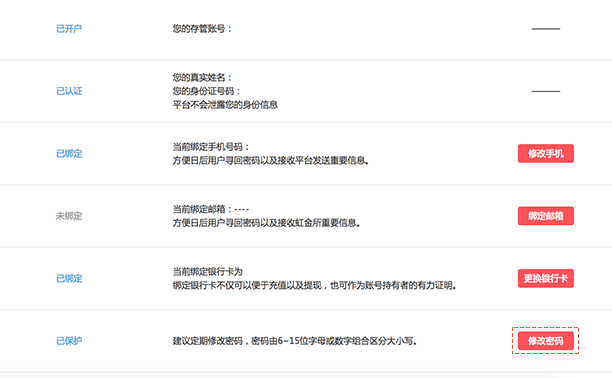 已开户
您的存管账号：
已认证
您的真实姓名：
您的身份证号码：
平台不会泄露您的身份信息
已绑定
当前绑定手机号码：
方便日后用户寻回密码以及接收平台发送重要信息。
修改手机
未绑定
当前绑定邮箱：----
方便日后用户寻回密码以及接收虹金所重要信息。
绑定邮箱
已绑定
当前绑定银行卡为
绑定银行卡不仅可以便于充值以及提现，也可作为账号持有者的有力证明。
更换银行卡
已保护
建议定期修改密码，密码由6~15位字母或数字组合区分大小写。
修改密码